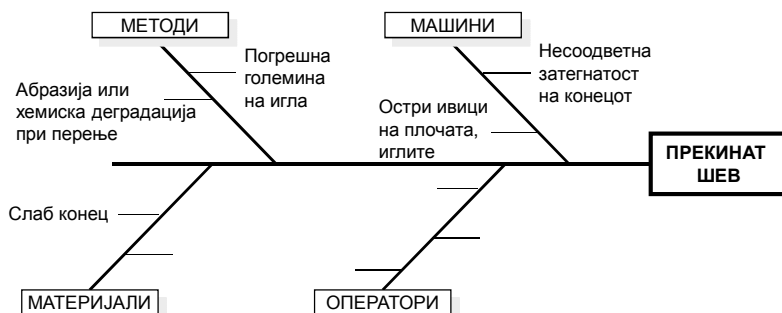 МЕТОДИ
МАШИНИ
Погрешна
големина
на игла
Несоодветна
затегнатост
на конецот
Абразија или
хемиска деградација
при перење
Остри ивици
на плочата,
иглите
ПРЕКИНАТ
ШЕВ
Слаб конец
МАТЕРИЈАЛИ
ОПЕРАТОРИ